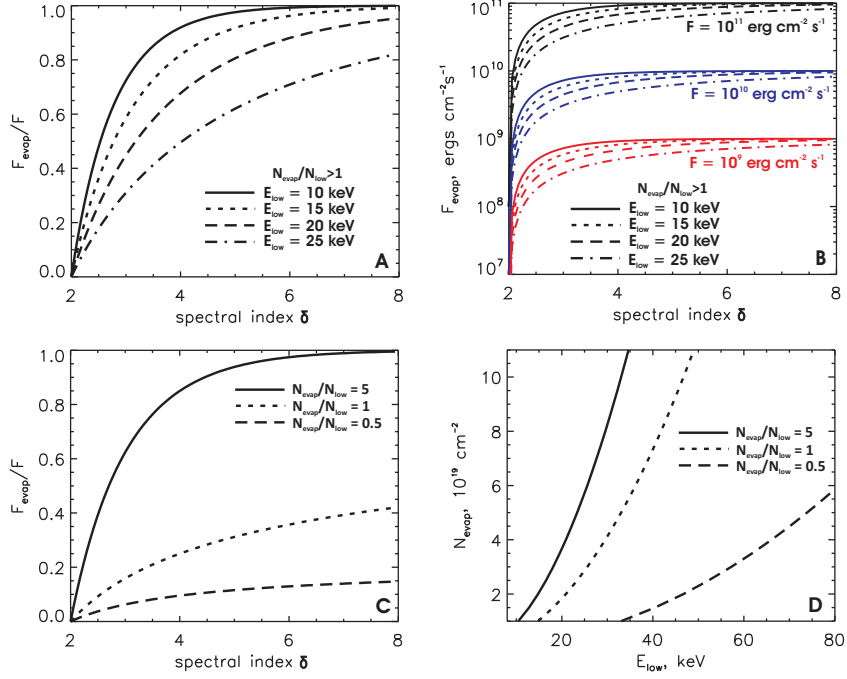 1.0
0.8
0.6
0.4
0.2
0.0
F_evap/F
N_evap/N_low>1
E_low = 10 keV
E_low = 15 keV
E_low = 20 keV
E_low = 25 keV
A
2 4 6 8
spectral index δ
10^11
10^10
10^9
10^8
10^7
F_evap, ergs cm^-2 s^-1
F = 10^11 erg cm^-2 s^-1
F = 10^10 erg cm^-2 s^-1
F = 10^9 erg cm^-2 s^-1
N_evap/N_low>1
E_low = 10 keV
E_low = 15 keV
E_low = 20 keV
E_low = 25 keV
B
2 4 6 8
spectral index δ
1.0
0.8
0.6
0.4
0.2
0.0
F_evap/F
N_evap/N_low = 5
N_evap/N_low = 1
N_evap/N_low = 0.5
C
2 4 6 8
spectral index δ
10
8
6
4
2
N_evap, 10^19 cm^-2
N_evap/N_low = 5
N_evap/N_low = 1
N_evap/N_low = 0.5
D
20 40 60 80
E_low, keV